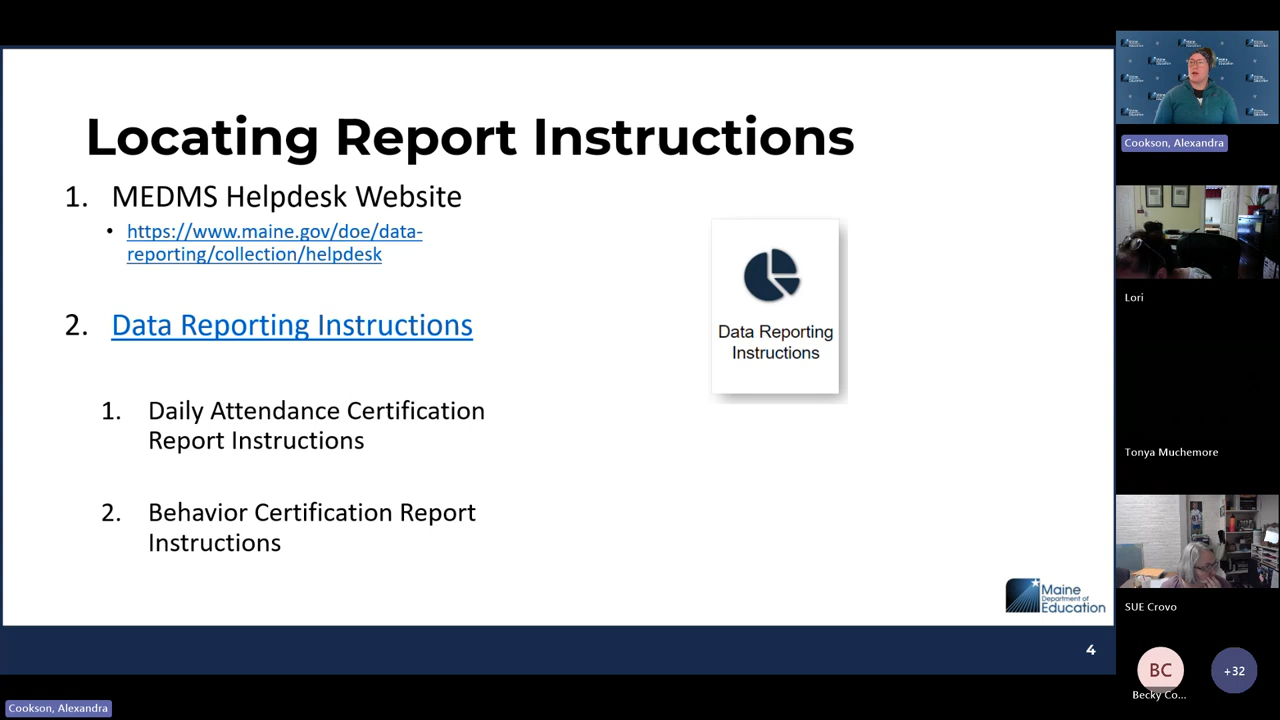 Locating Report Instructions
1. MEDMS Helpdesk Website
• https://www.maine.gov/doe/data-
reporting/collection/helpdesk
2. Data Reporting Instructions
1. Daily Attendance Certification
Report Instructions
2. Behavior Certification Report
Instructions
Data Reporting
Instructions
Maine
Department of
Education
4
Cookson, Alexandra
Cookson, Alexandra
Lori
Tonya Muchemore
SUE Crovo
BC
Becky Co...
+32